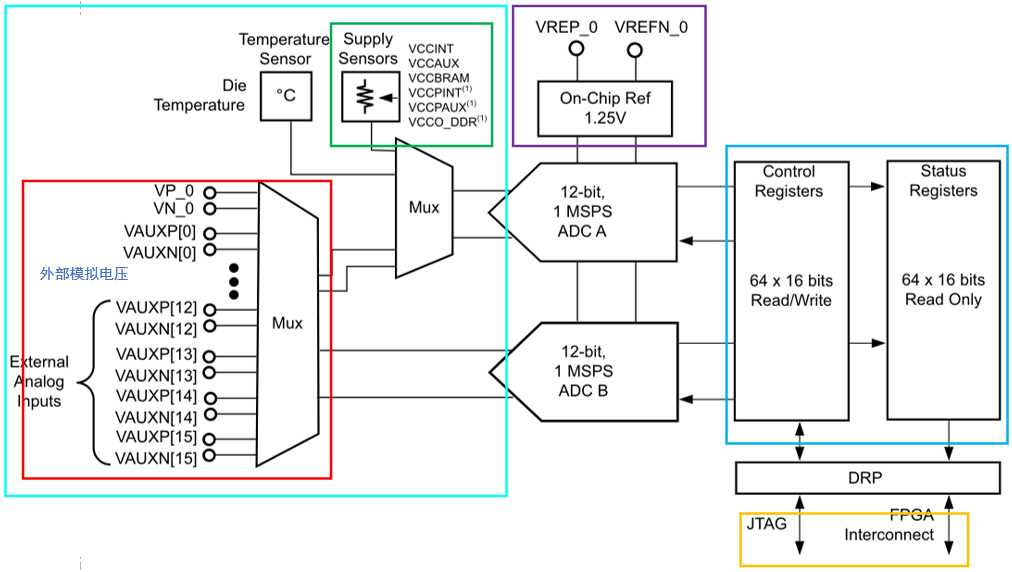 Temperature
Sensor
Die
Temperature
°C
Supply
Sensors
VCCINT
VCCAUX
VCCBRAM
VCCPINT(1)
VCCPAUX(1)
VCCO_DDR(1)
VREP_0
VREFN_0
On-Chip Ref
1.25V
Mux
12-bit,
1 MSPS
ADC A
Control
Registers
64 x 16 bits
Read/Write
Status
Registers
64 x 16 bits
Read Only
VP_0
VN_0
VAUXP[0]
VAUXN[0]
外部模拟电压
VAUXP[12]
VAUXN[12]
VAUXP[13]
VAUXN[13]
VAUXP[14]
VAUXN[14]
VAUXP[15]
VAUXN[15]
External
Analog
Inputs
Mux
12-bit,
1 MSPS
ADC B
DRP
JTAG
FPGA
Interconnect